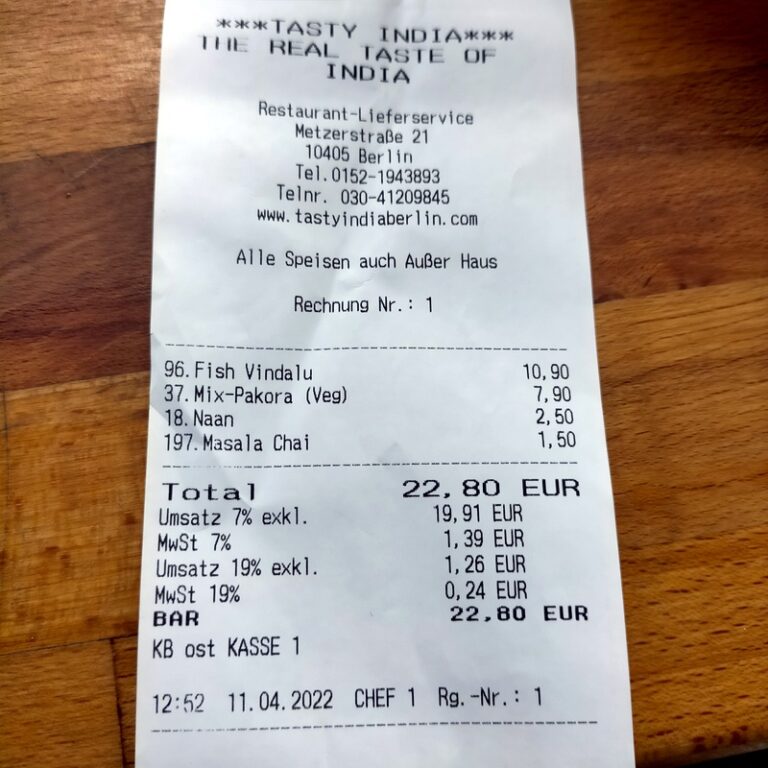 ***TASTY INDIA***
THE REAL TASTE OF
INDIA
Restaurant-Lieferservice
Metzerstraße 21
10405 Berlin
Tel.0152-1943893
Telnr. 030-41209845
www.tastyindiaberlin.com
Alle Speisen auch Außer Haus
Rechnung Nr.: 1
96.Fish Vindalu 10,90
37.Mix-Pakora (Veg) 7,90
18.Naan 2,50
197.Masala Chai 1,50
Total 22,80 EUR
Umsatz 7% exkl. 19,91 EUR
MwSt 7% 1,39 EUR
Umsatz 19% exkl. 1,26 EUR
MwSt 19% 0,24 EUR
BAR 22,80 EUR
KB ost KASSE 1
12:52 11.04.2022 CHEF 1 Rg.-Nr.: 1